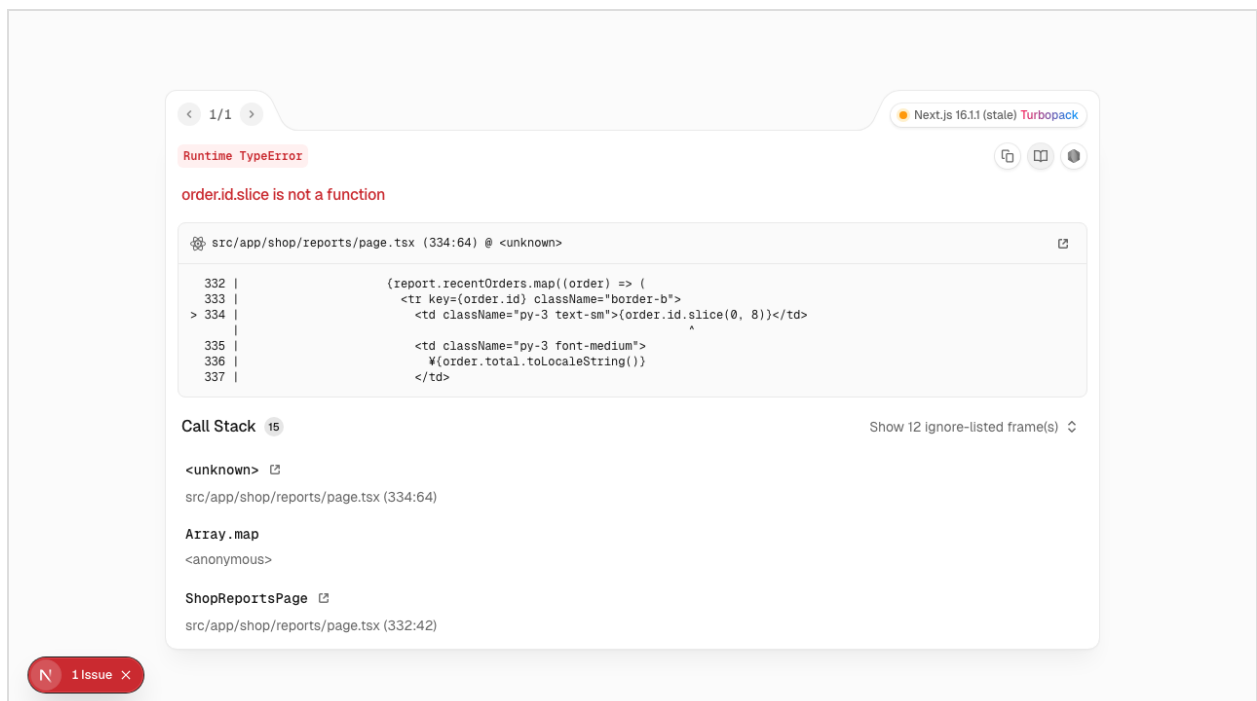 1/1
Next.js 16.1.1 (stale) Turbopack
Runtime TypeError
order.id.slice is not a function
src/app/shop/reports/page.tsx (334:64) @ <unknown>
332 | {report.recentOrders.map((order) => (
333 | <tr key={order.id} className="border-b">
> 334 | <td className="py-3 text-sm">{order.id.slice(0, 8)}</td>
| ^
335 | <td className="py-3 font-medium">
336 | ¥{order.total.toLocaleString()}
337 | </td>
Call Stack 15
Show 12 ignore-listed frame(s)
<unknown>
src/app/shop/reports/page.tsx (334:64)
Array.map
<anonymous>
ShopReportsPage
src/app/shop/reports/page.tsx (332:42)
N 1 Issue